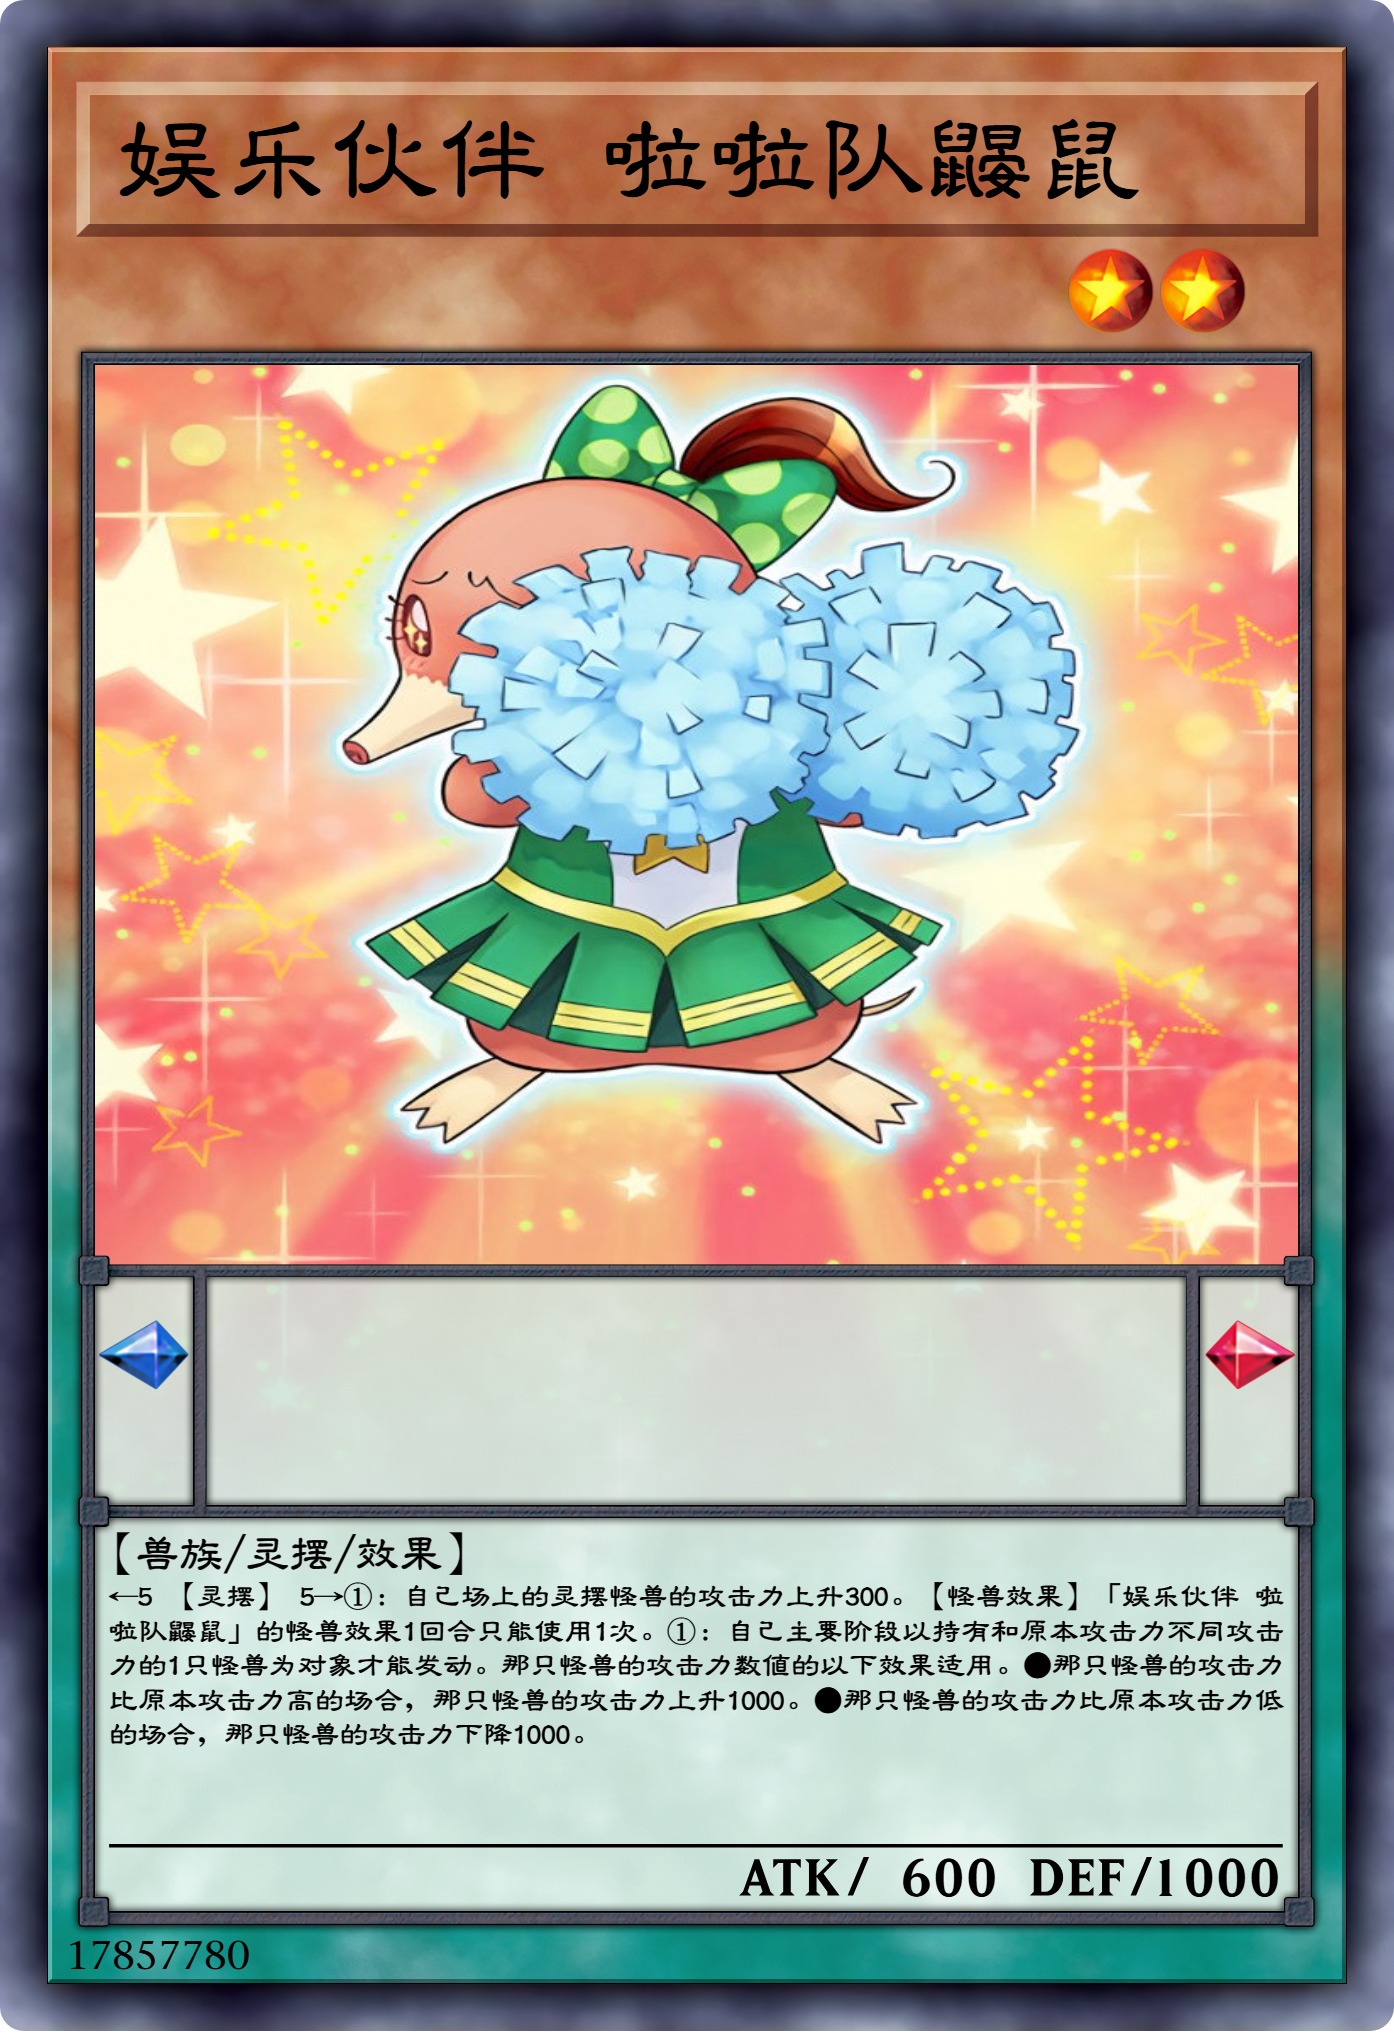 娱乐伙伴 啦啦队鼹鼠
【兽族/灵摆/效果】
←5 【灵摆】 5→①：自己场上的灵摆怪兽的攻击力上升300。【怪兽效果】「娱乐伙伴 啦
啦队鼹鼠」的怪兽效果1回合只能使用1次。①：自己主要阶段以持有和原本攻击力不同攻击
力的1只怪兽为对象才能发动。那只怪兽的攻击力数值的以下效果适用。●那只怪兽的攻击力
比原本攻击力高的场合，那只怪兽的攻击力上升1000。●那只怪兽的攻击力比原本攻击力低
的场合，那只怪兽的攻击力下降1000。
ATK/ 600 DEF/1000
17857780